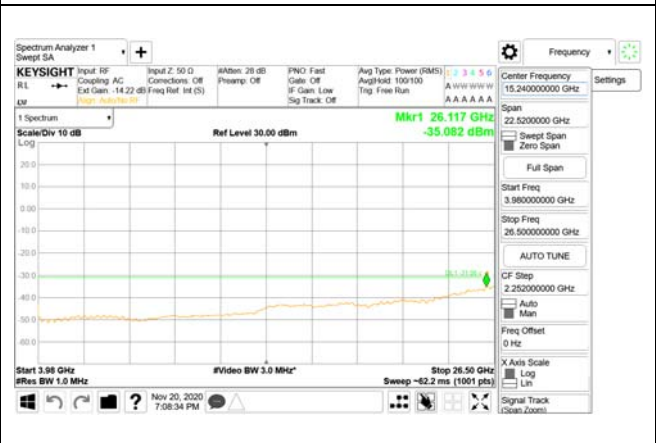 Spectrum Analyzer 1
Swept SA
Frequency
KEYSIGHT
RL
Input: RF
Coupling: AC
Ext Gain: -14.22 dB
Align: Auto/No RF
Input Z: 50 Ω
Corrections: Off
Freq Ref: Int (S)
#Atten: 28 dB
Preamp: Off
PNO: Fast
Gate: Off
IF Gain: Low
Sig Track: Off
Avg Type: Power (RMS)
Avg|Hold: 100/100
Trig: Free Run
1 2 3 4 5 6
A W W W W W
A A A A A A
Center Frequency
15.240000000 GHz
Settings
Span
22.5200000 GHz
Swept Span
Zero Span
Full Span
Start Freq
3.980000000 GHz
Stop Freq
26.500000000 GHz
AUTO TUNE
CF Step
2.252000000 GHz
Auto
Man
Freq Offset
0 Hz
X Axis Scale
Log
Lin
Signal Track
(Span Zoom)
1 Spectrum
Scale/Div 10 dB
Ref Level 30.00 dBm
Mkr1 26.117 GHz
-35.082 dBm
Log
20.0
10.0
0.00
-10.0
-20.0
-30.0
-40.0
-50.0
-60.0
Start 3.98 GHz
#Res BW 1.0 MHz
#Video BW 3.0 MHz*
Stop 26.50 GHz
Sweep ~62.2 ms (1001 pts)
Nov 20, 2020
7:08:34 PM